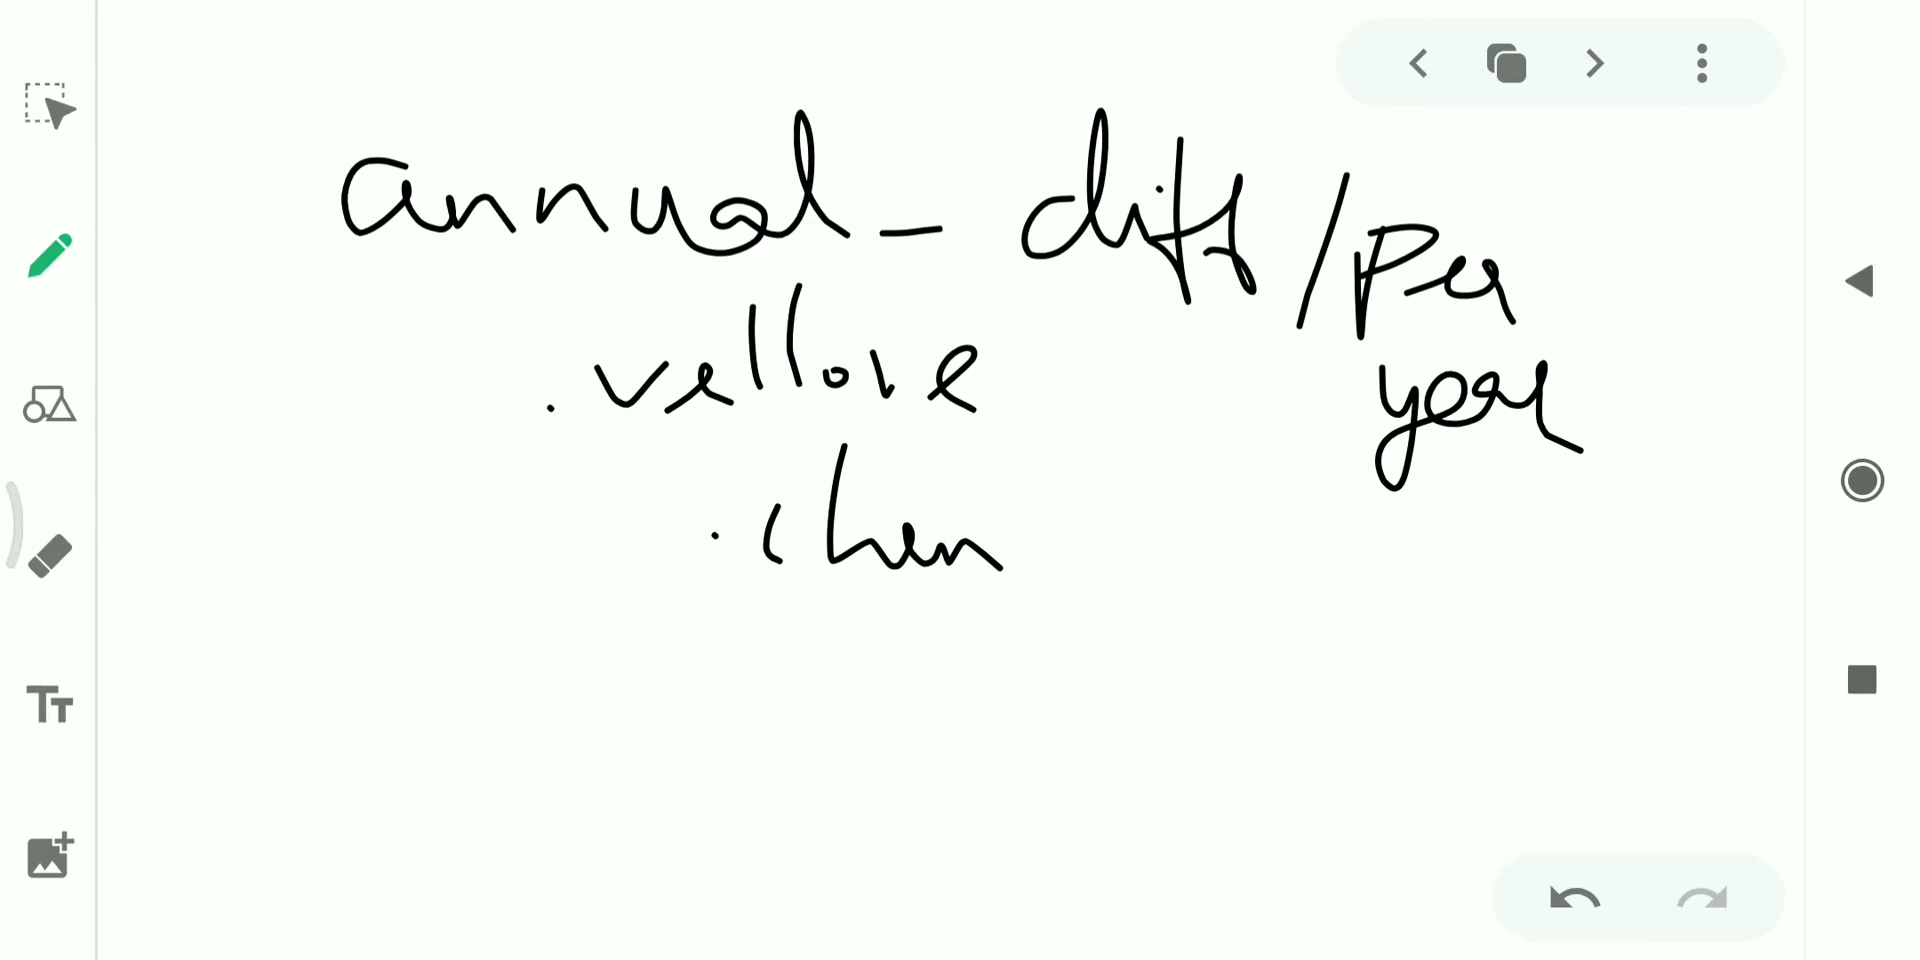 annual - diff / Per
year
. vellore
. chen